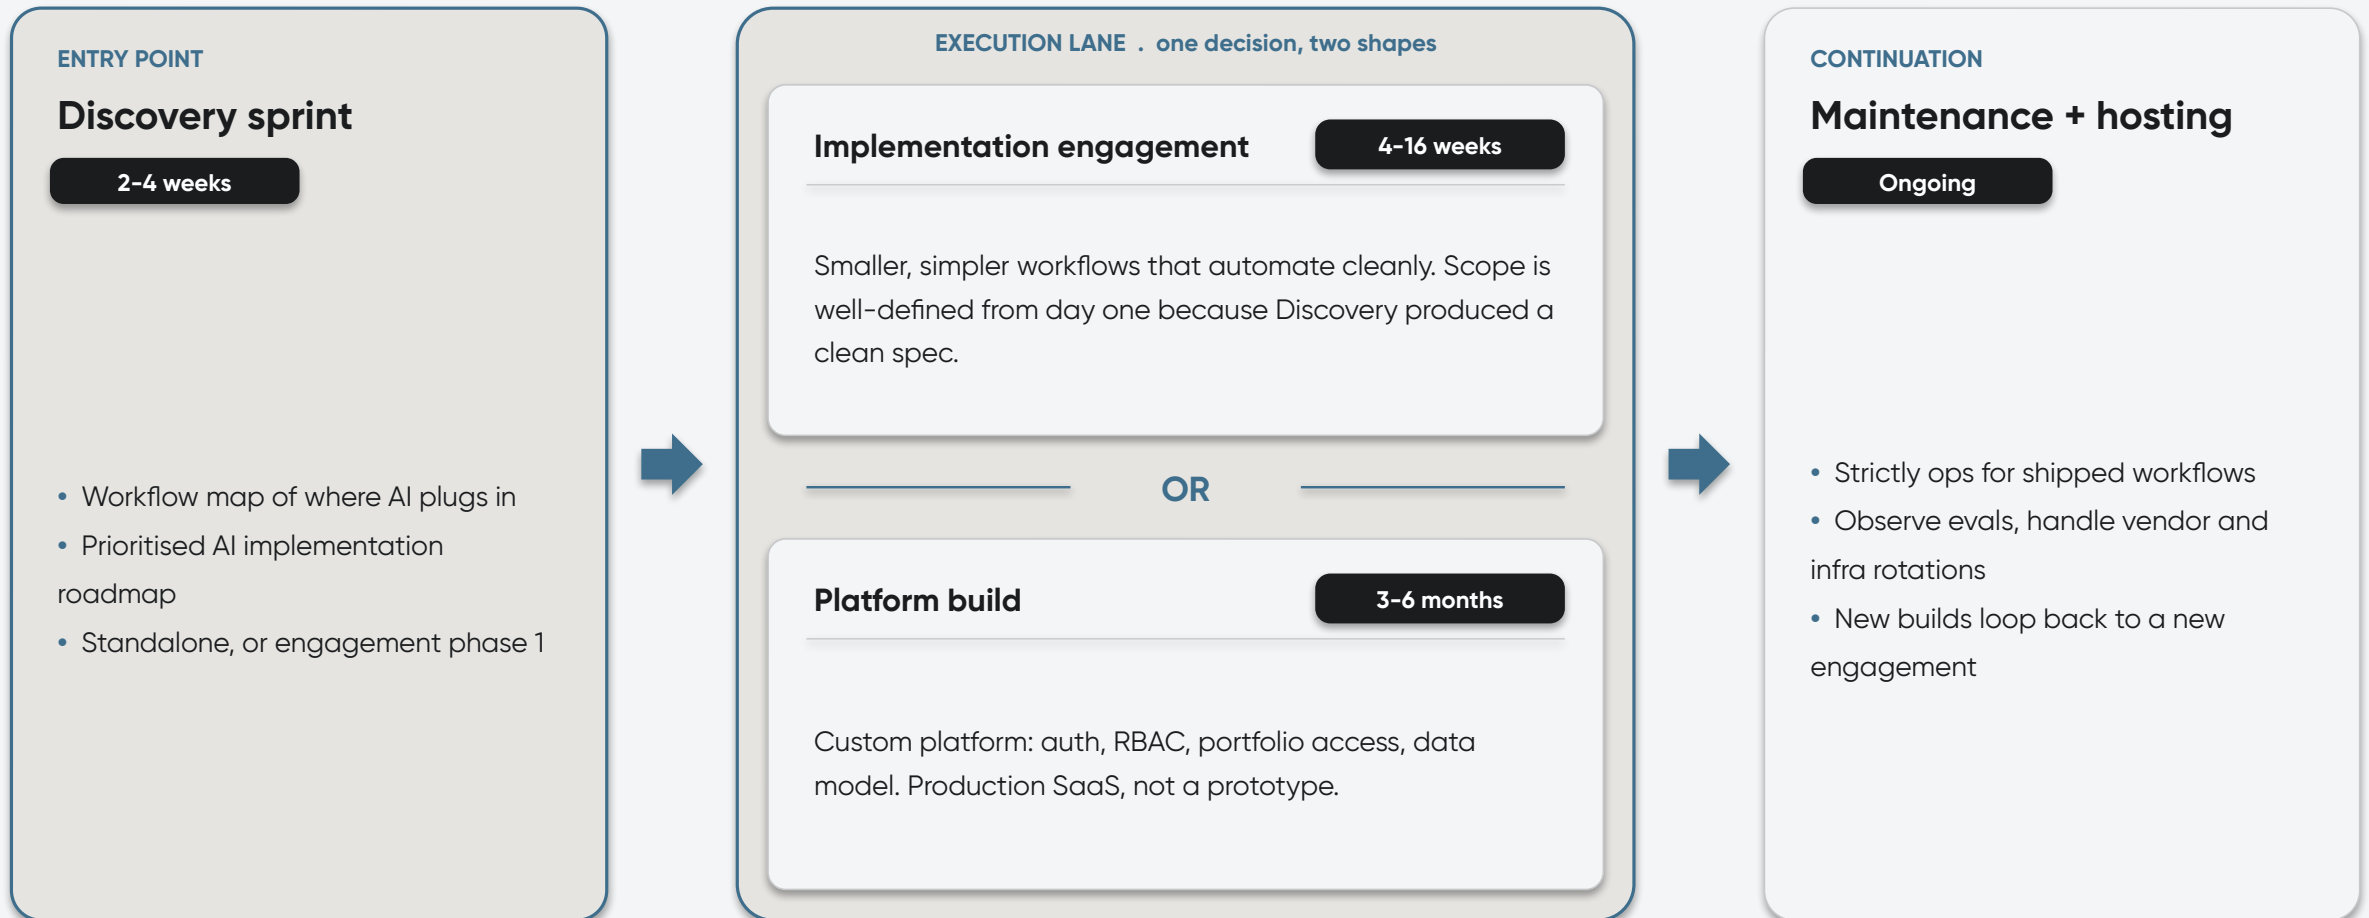 ENTRY POINT
Discovery sprint
2-4 weeks
• Workflow map of where AI plugs in
• Prioritised AI implementation
roadmap
• Standalone, or engagement phase 1
EXECUTION LANE . one decision, two shapes
Implementation engagement
4-16 weeks
Smaller, simpler workflows that automate cleanly. Scope is
well-defined from day one because Discovery produced a
clean spec.
OR
Platform build
3-6 months
Custom platform: auth, RBAC, portfolio access, data
model. Production SaaS, not a prototype.
CONTINUATION
Maintenance + hosting
Ongoing
• Strictly ops for shipped workflows
• Observe evals, handle vendor and
infra rotations
• New builds loop back to a new
engagement